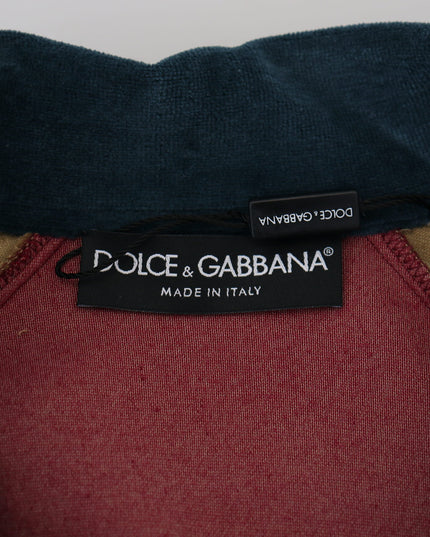 DOLCE & GABBANA
DOLCE & GABBANA®
MADE IN ITALY